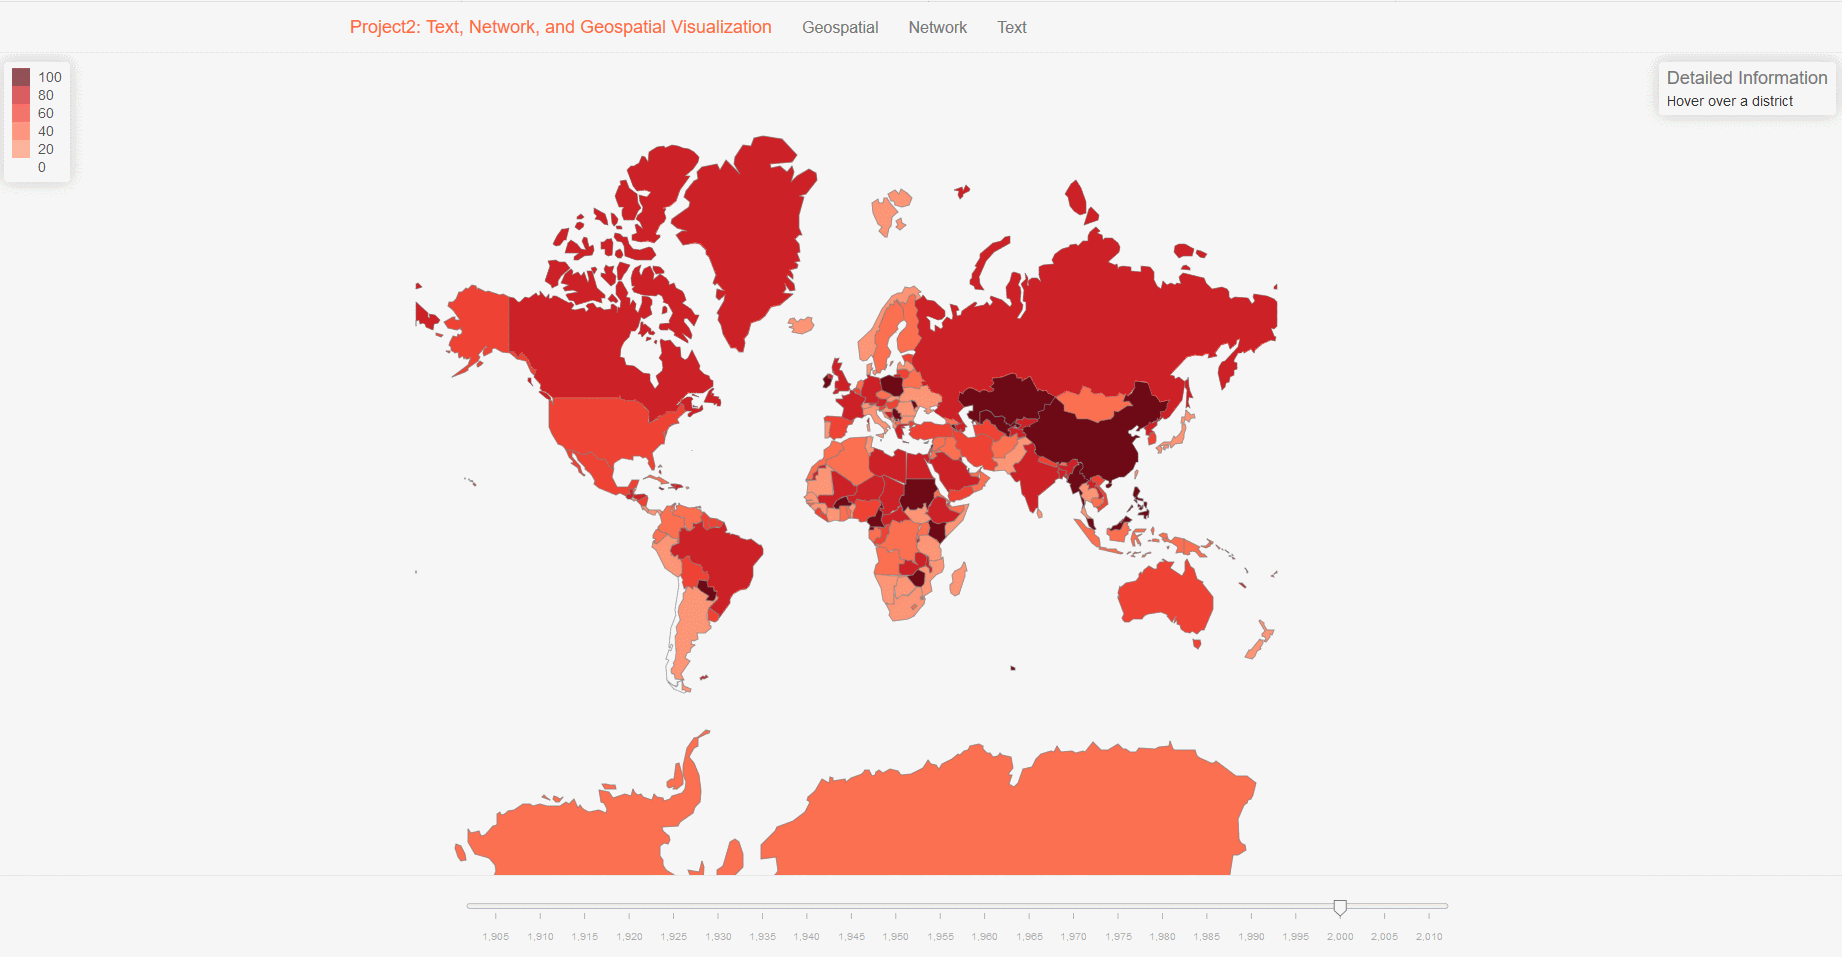 Project2: Text, Network, and Geospatial Visualization Geospatial Network Text
100
80
60
40
20
0
Detailed Information
Hover over a district
1,905 1,910 1,915 1,920 1,925 1,930 1,935 1,940 1,945 1,950 1,955 1,960 1,965 1,970 1,975 1,980 1,985 1,990 1,995 2,000 2,005 2,010